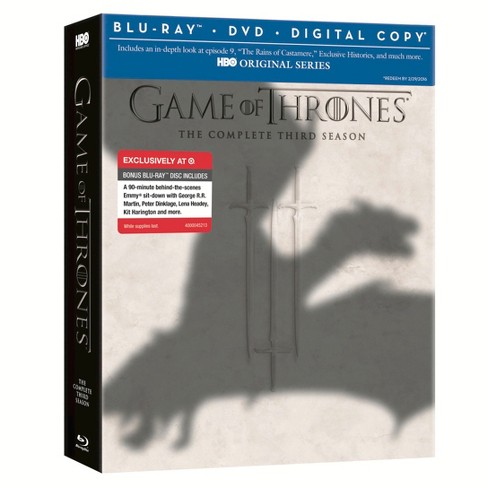 BLU-RAY™ · DVD · DIGITAL COPY*
Includes an in-depth look at episode 9, "The Rains of Castamere," Exclusive Histories, and much more.
HBO ORIGINAL SERIES
GAME OF THRONES®
THE COMPLETE THIRD SEASON
EXCLUSIVELY AT
BONUS BLU-RAY™ DISC INCLUDES
A 90-minute behind-the-scenes
Emmy® sit-down with George R.R.
Martin, Peter Dinklage, Lena Headey,
Kit Harington and more.
While supplies last
HBO
GAME OF THRONES®
THE
COMPLETE
THIRD
SEASON
Blu-ray